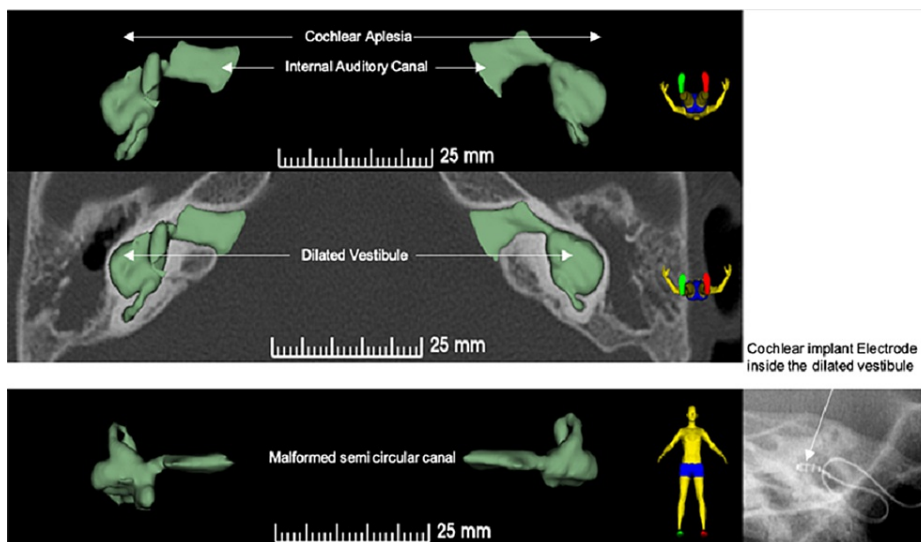 Cochlear Aplesia
Internal Auditory Canal
25 mm
Dilated Vestibule
25 mm
Cochlear implant Electrode
inside the dilated vestibule
Malformed semi circular canal
25 mm